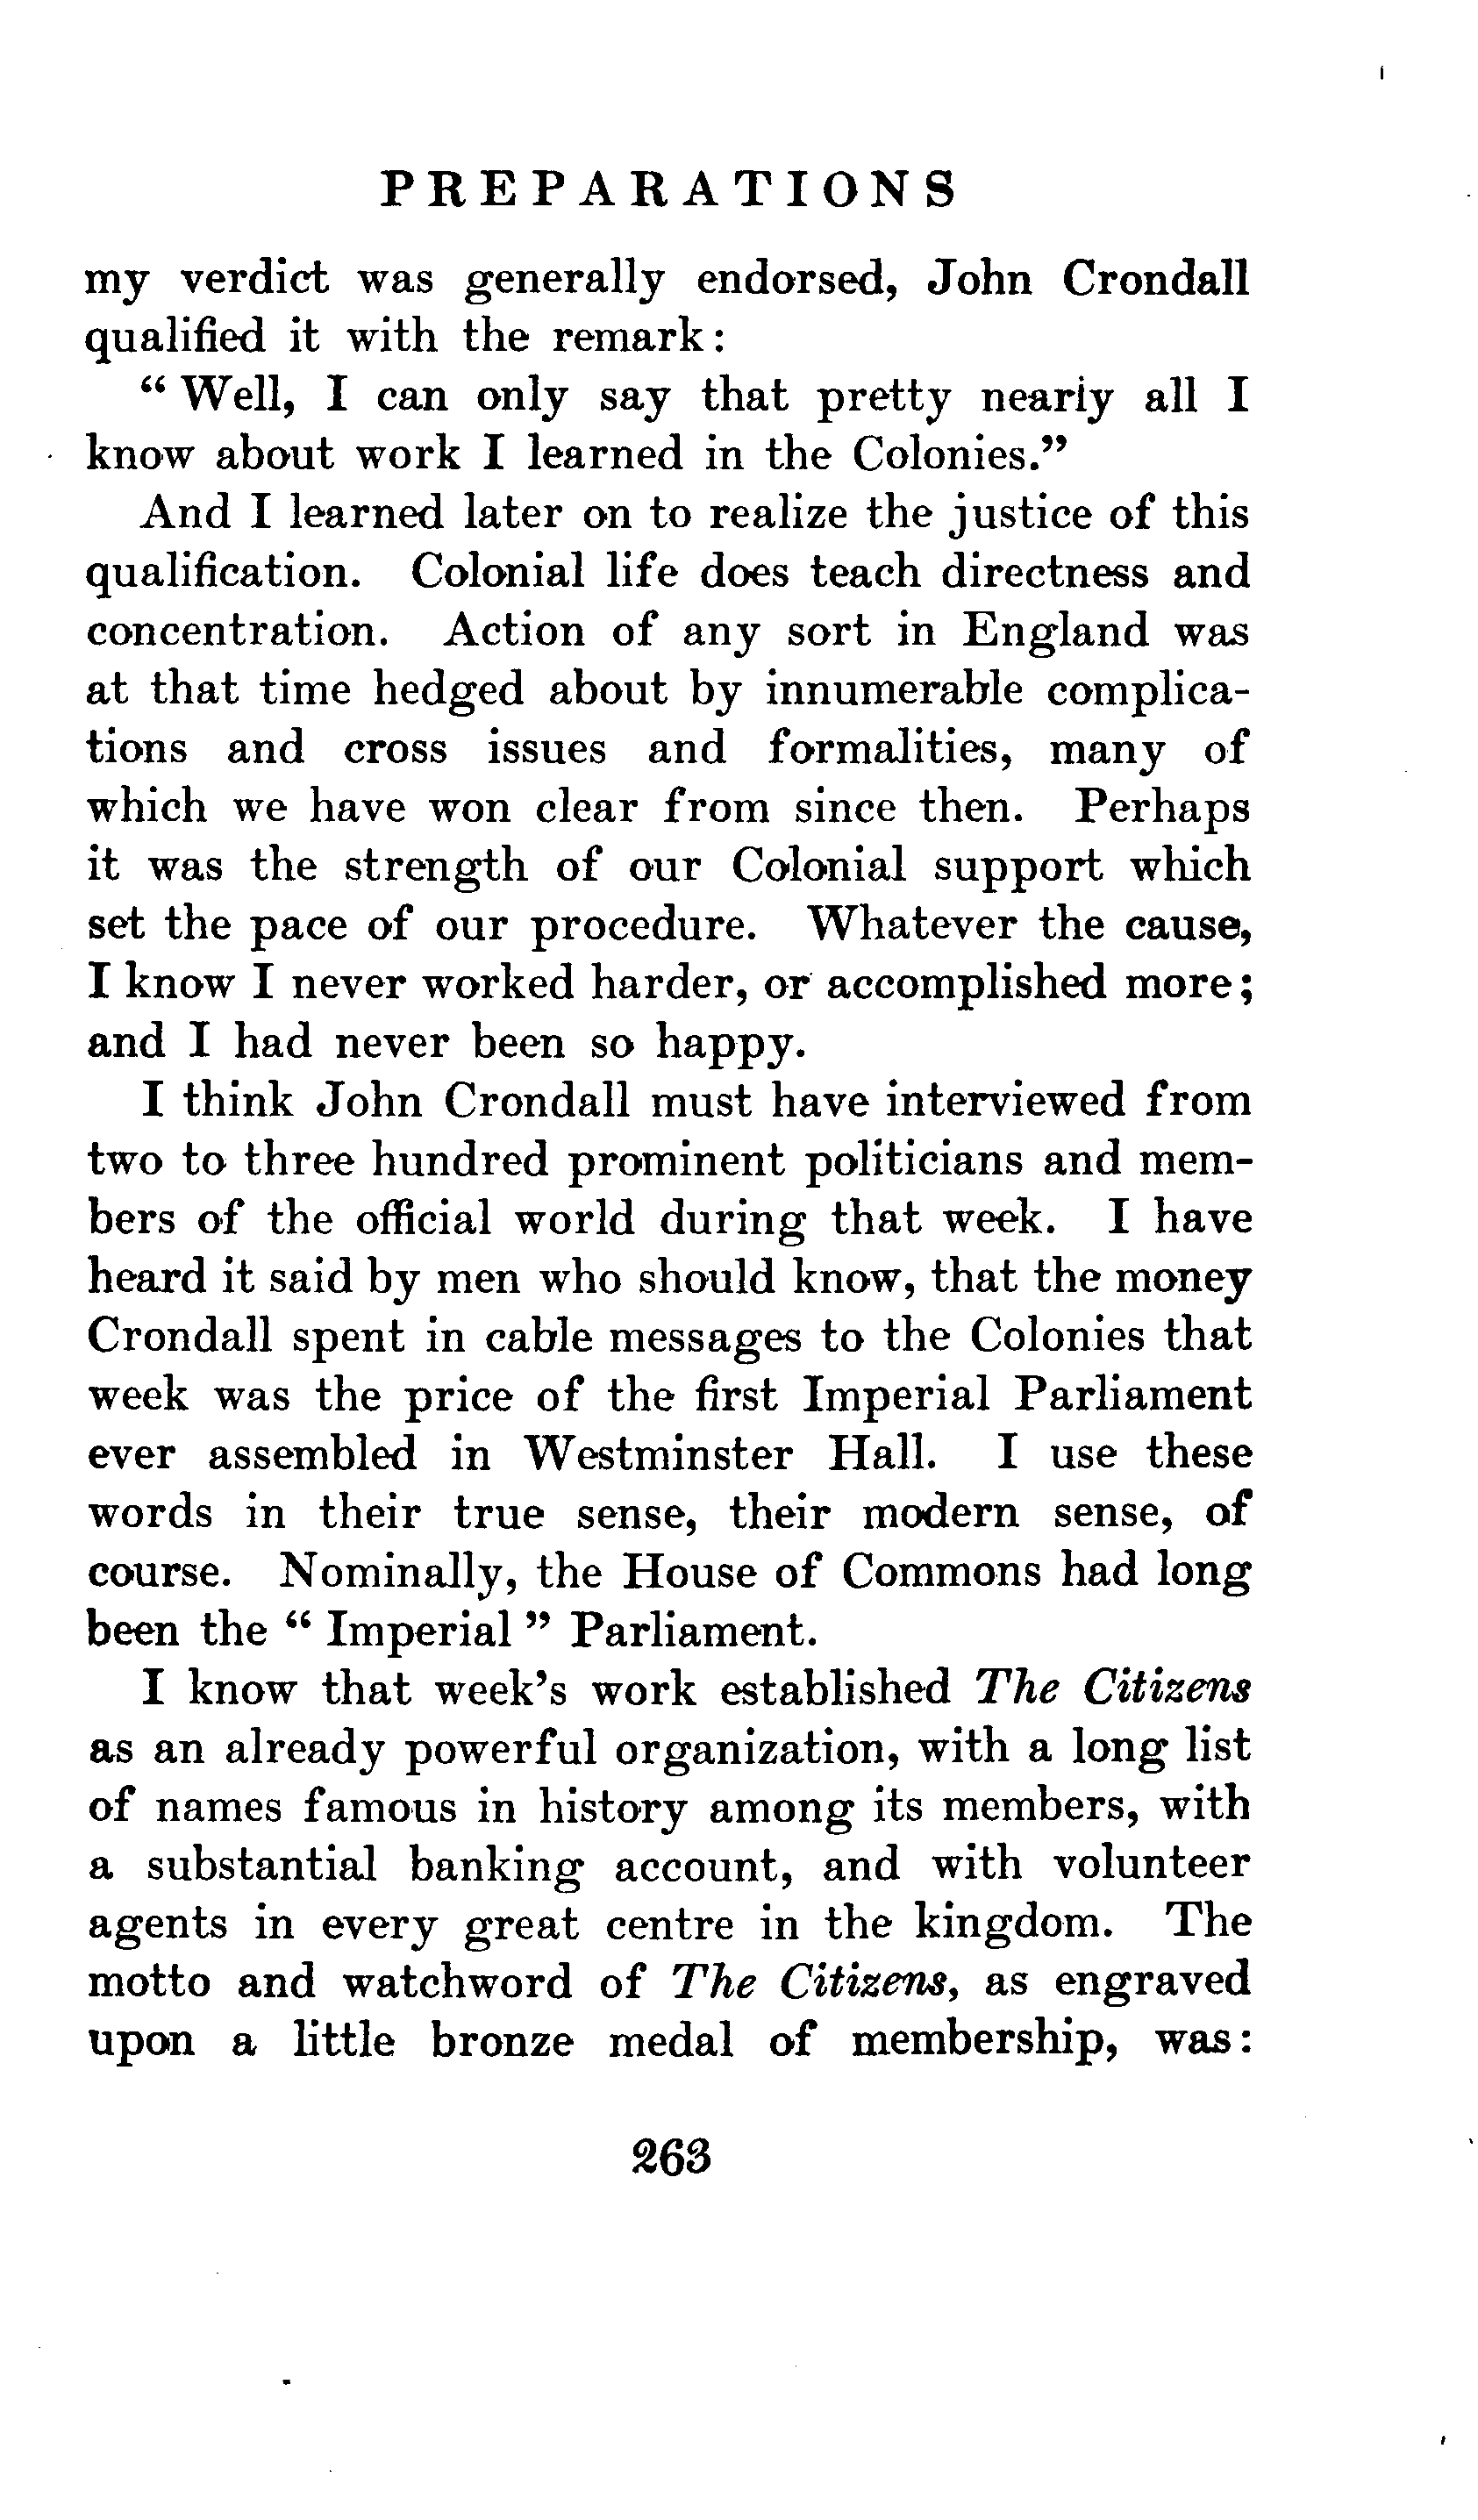 PREPARATIONS
my verdict was generally endorsed, John Crondall
qualified it with the remark:
“ Well, I can only say that pretty nearly all I
know about work I learned in the Colonies.”
And I learned later on to realize the justice of this
qualification. Colonial life does teach directness and
concentration. Action of any sort in England was
at that time hedged about by innumerable complica-
tions and cross issues and formalities, many of
which we have won clear from since then. Perhaps
it was the strength of our Colonial support which
set the pace of our procedure. Whatever the cause,
I know I never worked harder, or accomplished more;
and I had never been so happy.
I think John Crondall must have interviewed from
two to three hundred prominent politicians and mem-
bers of the official world during that week. I have
heard it said by men who should know, that the money
Crondall spent in cable messages to the Colonies that
week was the price of the first Imperial Parliament
ever assembled in Westminster Hall. I use these
words in their true sense, their modern sense, of
course. Nominally, the House of Commons had long
been the “ Imperial ” Parliament.
I know that week's work established The Citizens
as an already powerful organization, with a long list
of names famous in history among its members, with
a substantial banking account, and with volunteer
agents in every great centre in the kingdom. The
motto and watchword of The Citizens, as engraved
upon a little bronze medal of membership, was:
263